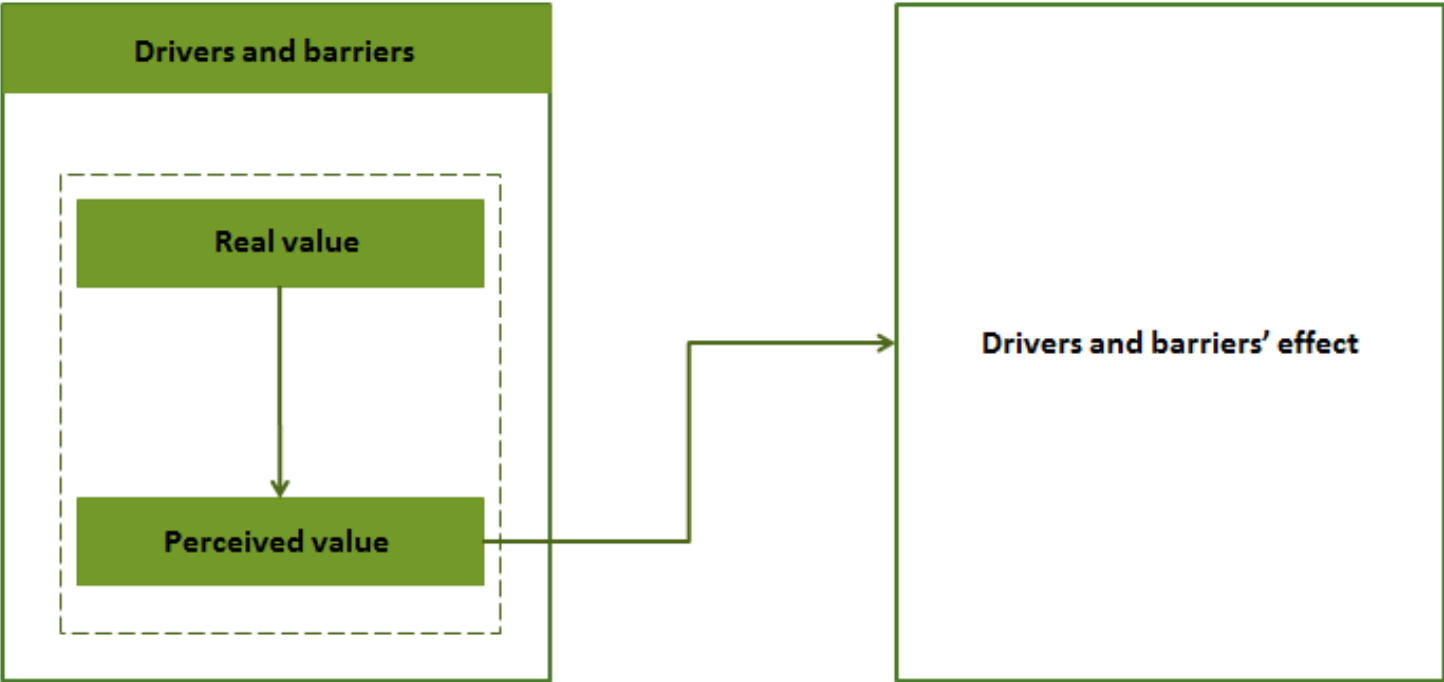 Drivers and barriers
Real value
Drivers and barriers’ effect
Perceived value